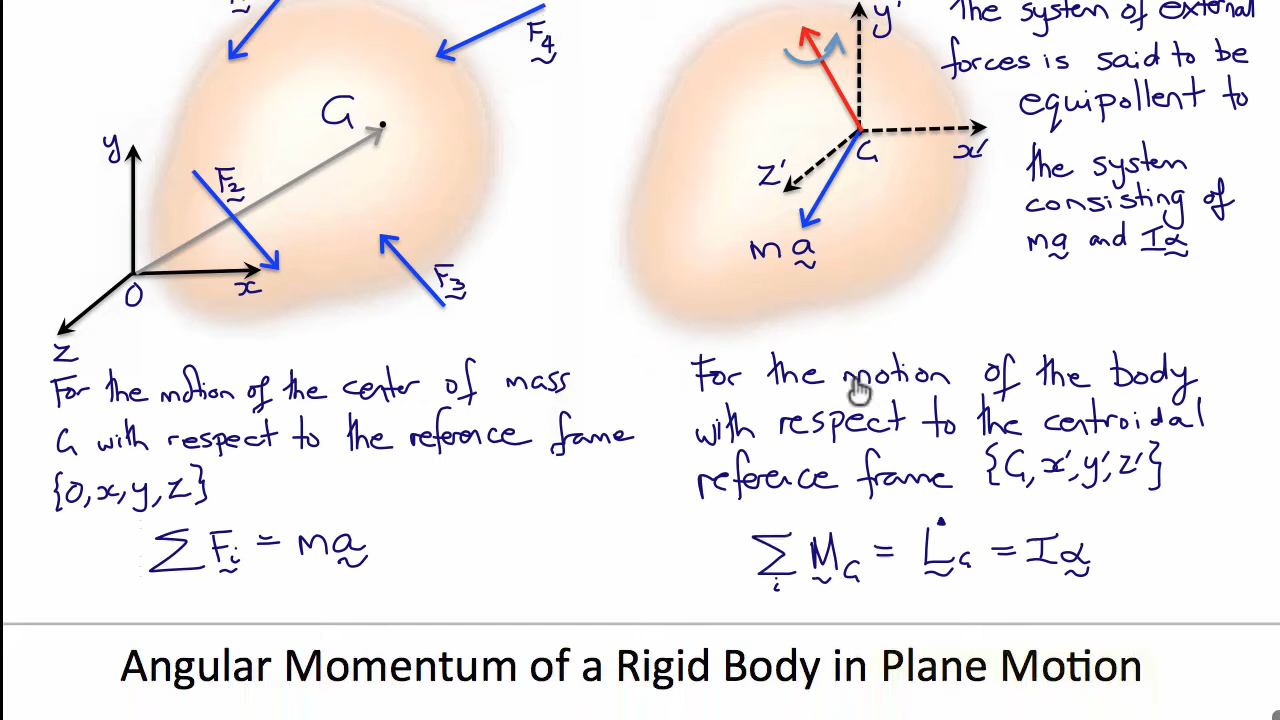 F₄
G
y
F₂
F₃
x
O
z
y'
G
x'
z'
ma
The system of external
forces is said to be
equipollent to
the system
consisting of
ma and Iα
For the motion of the center of mass
G with respect to the reference frame
{O, x, y, z}
∑ Fᵢ = ma
For the motion of the body
with respect to the centroidal
reference frame {G, x', y', z'}
∑ᵢ M_G = L̇_G = Iα
Angular Momentum of a Rigid Body in Plane Motion